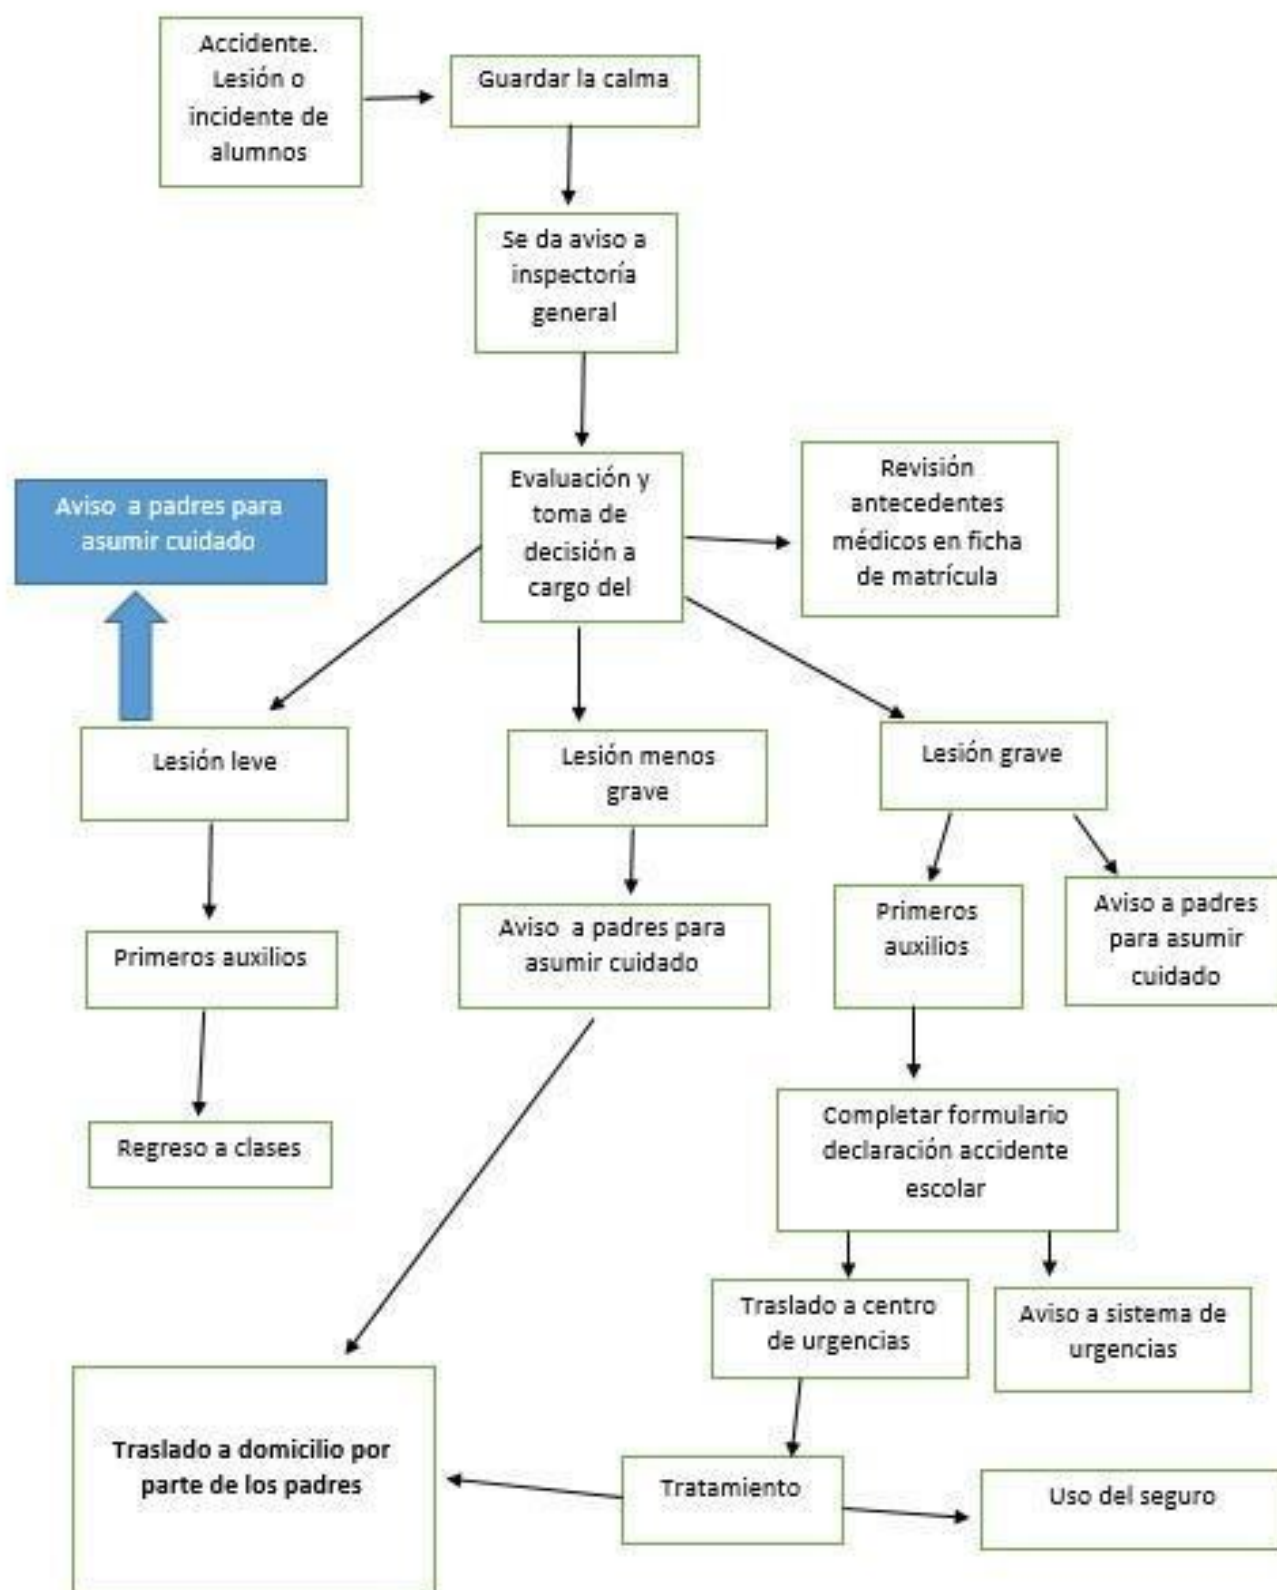 Accidente.
Lesión o
incidente de
alumnos
Guardar la calma
Se da aviso a
inspectoría
general
Evaluación y
toma de
decisión a
cargo del
Revisión
antecedentes
médicos en ficha
de matrícula
Aviso a padres para
asumir cuidado
Lesión leve
Lesión menos
grave
Lesión grave
Primeros auxilios
Aviso a padres para
asumir cuidado
Primeros
auxilios
Aviso a padres
para asumir
cuidado
Regreso a clases
Completar formulario
declaración accidente
escolar
Traslado a centro
de urgencias
Aviso a sistema de
urgencias
Traslado a domicilio por
parte de los padres
Tratamiento
Uso del seguro